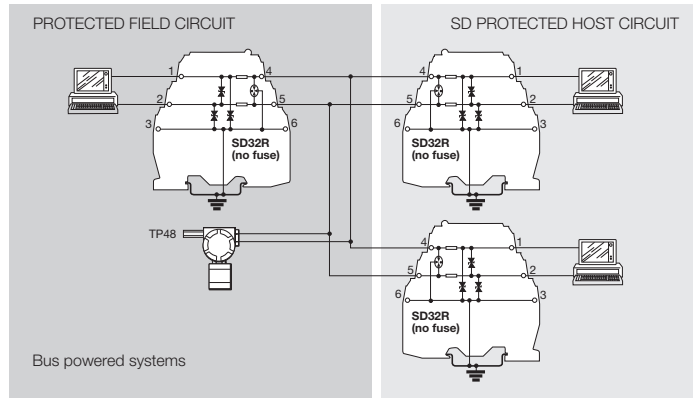 PROTECTED FIELD CIRCUIT
SD PROTECTED HOST CIRCUIT
1 4 4 1
2 5 5 2
3 6 6 3
SD32R
(no fuse)
SD32R
(no fuse)
TP48
4 1
5 2
6 3
SD32R
(no fuse)
Bus powered systems